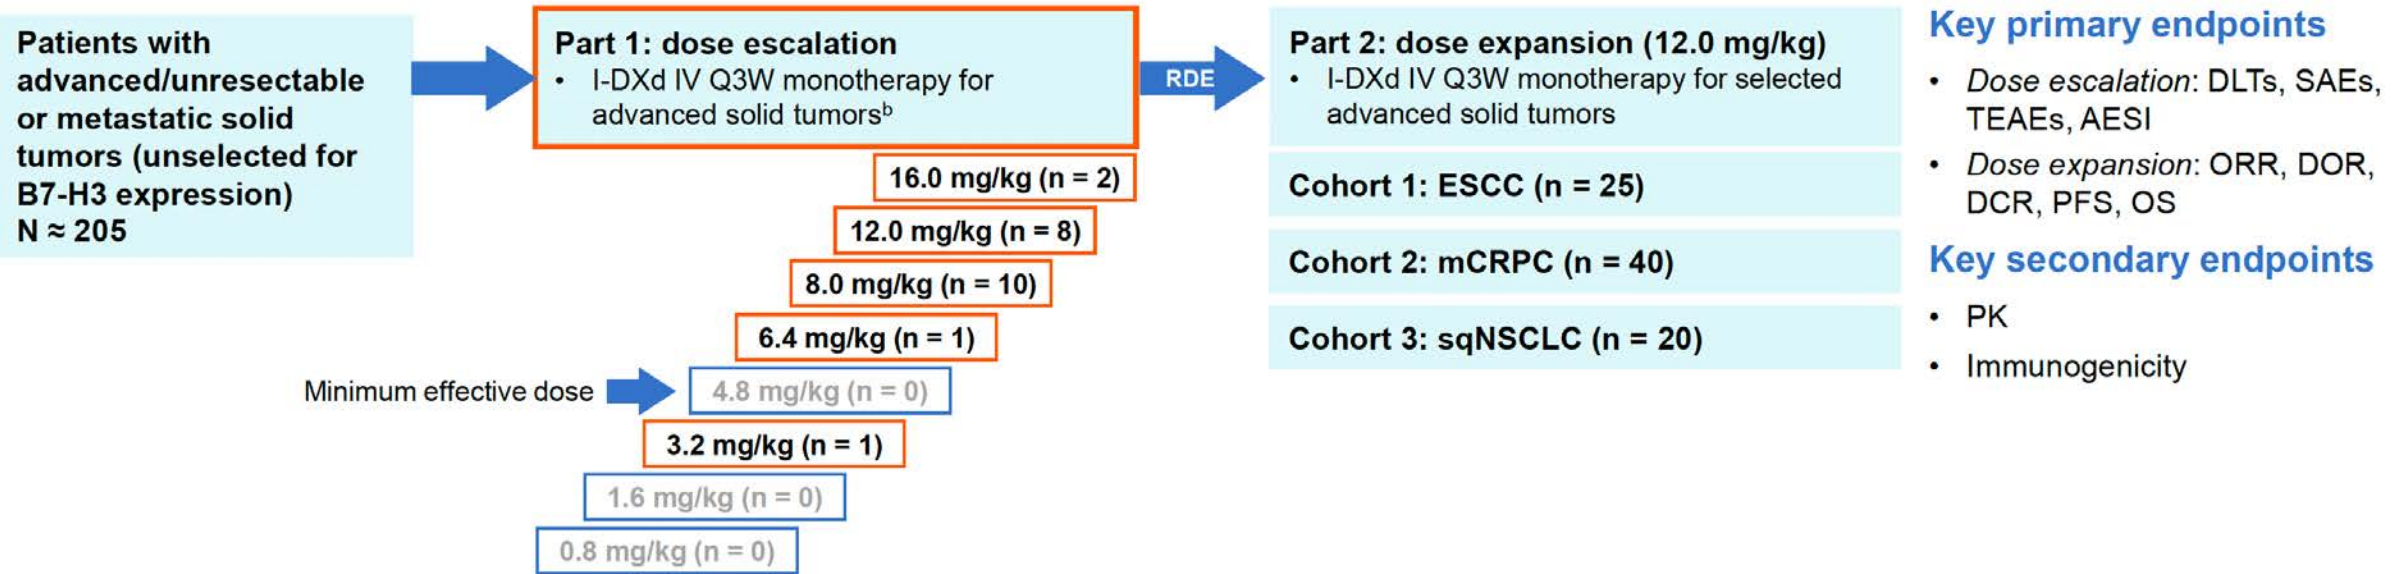 Patients with
advanced/unresectable
or metastatic solid
tumors (unselected for
B7-H3 expression)
N ≈ 205
Part 1: dose escalation
• I-DXd IV Q3W monotherapy for
advanced solid tumorsᵇ
16.0 mg/kg (n = 2)
12.0 mg/kg (n = 8)
8.0 mg/kg (n = 10)
6.4 mg/kg (n = 1)
Minimum effective dose
4.8 mg/kg (n = 0)
3.2 mg/kg (n = 1)
1.6 mg/kg (n = 0)
0.8 mg/kg (n = 0)
RDE
Part 2: dose expansion (12.0 mg/kg)
• I-DXd IV Q3W monotherapy for selected
advanced solid tumors
Cohort 1: ESCC (n = 25)
Cohort 2: mCRPC (n = 40)
Cohort 3: sqNSCLC (n = 20)
Key primary endpoints
• Dose escalation: DLTs, SAEs,
TEAEs, AESI
• Dose expansion: ORR, DOR,
DCR, PFS, OS
Key secondary endpoints
• PK
• Immunogenicity